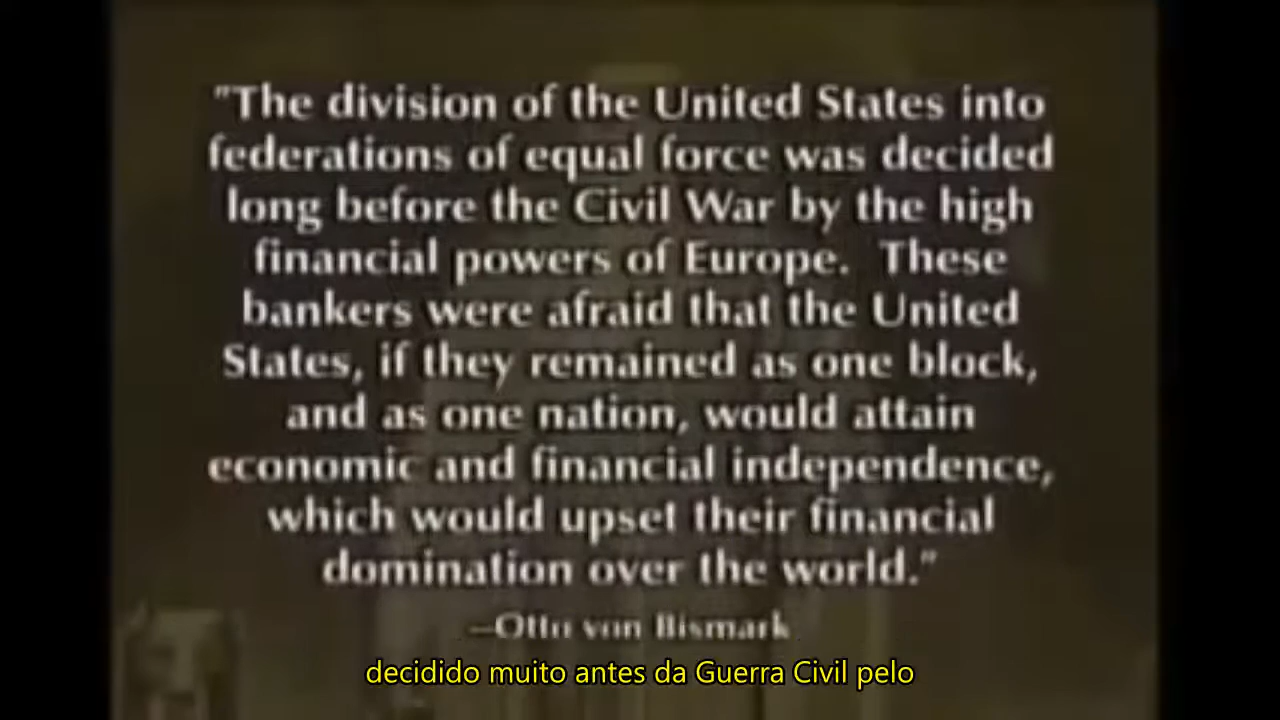 "The division of the United States into
federations of equal force was decided
long before the Civil War by the high
financial powers of Europe. These
bankers were afraid that the United
States, if they remained as one block,
and as one nation, would attain
economic and financial independence,
which would upset their financial
domination over the world."
—Otto von Bismark
decidido muito antes da Guerra Civil pelo